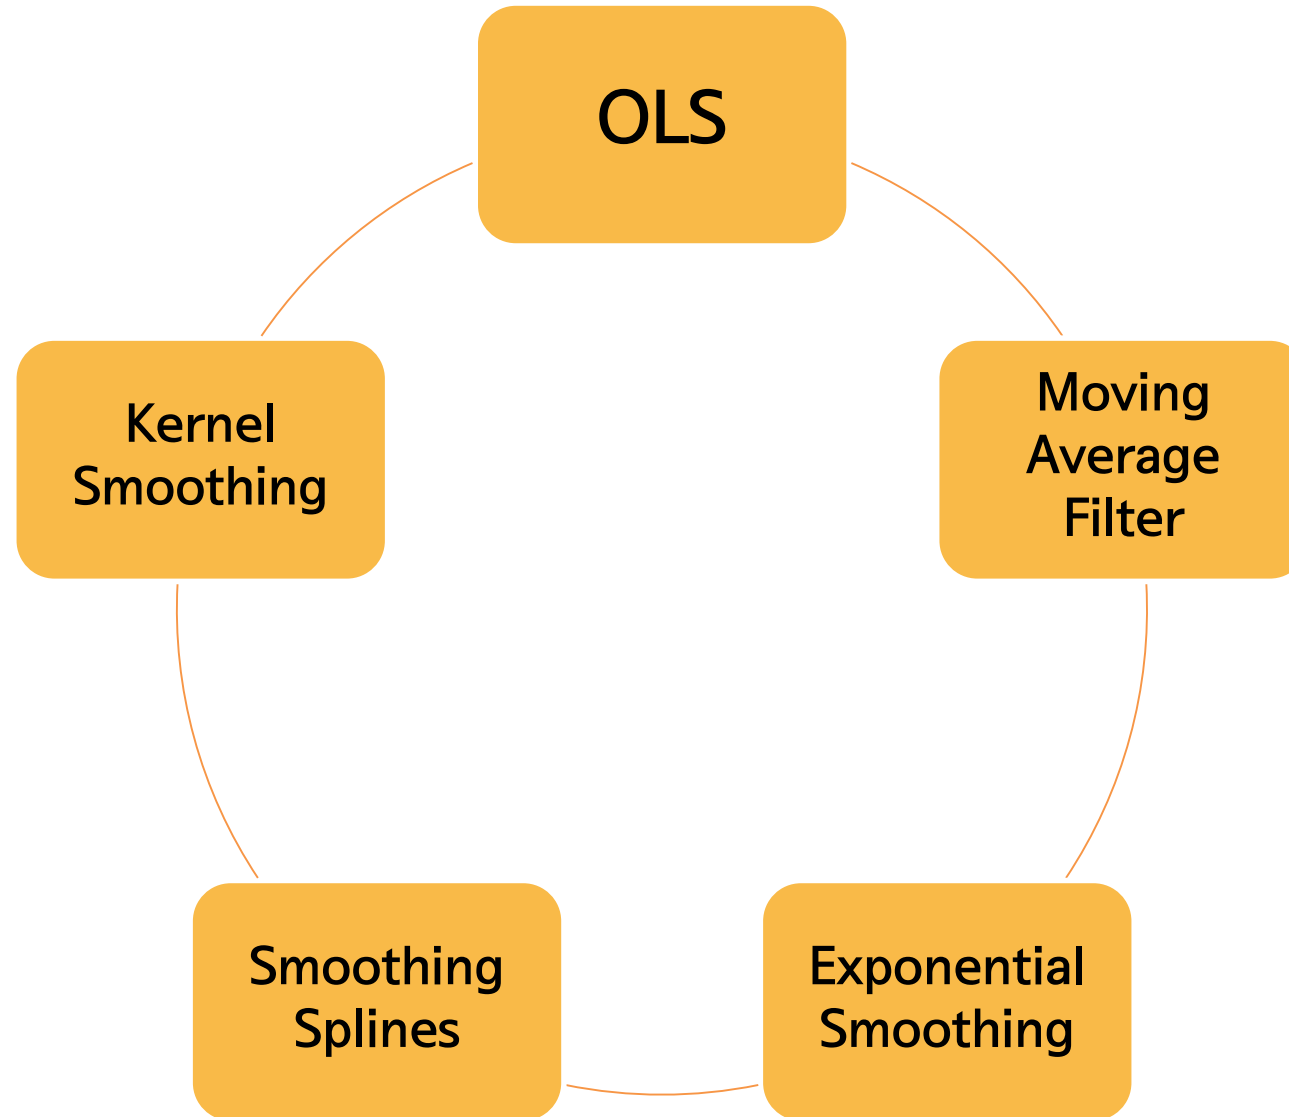 OLS
Moving
Average
Filter
Exponential
Smoothing
Smoothing
Splines
Kernel
Smoothing